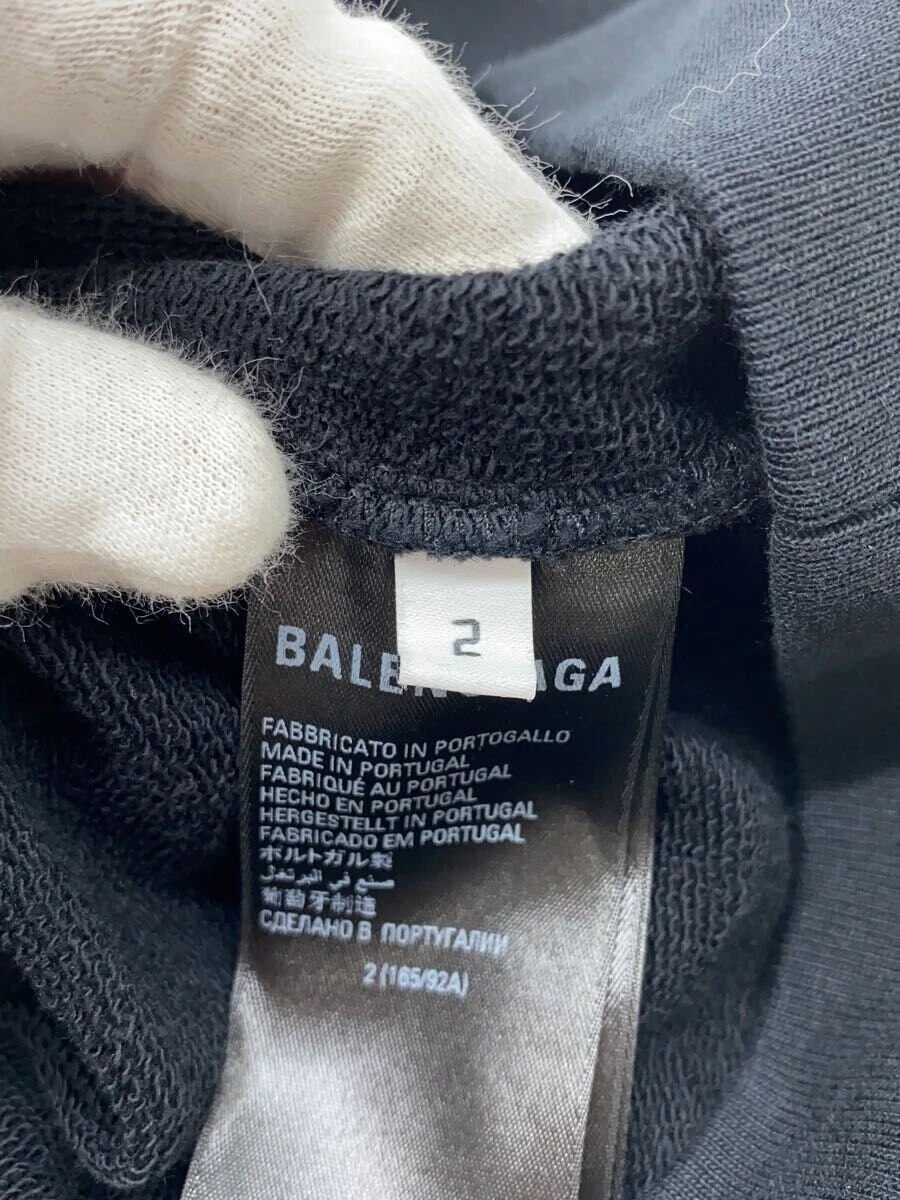 2
BALENCIAGA
FABBRICATO IN PORTOGALLO
MADE IN PORTUGAL
FABRIQUÉ AU PORTUGAL
HECHO EN PORTUGAL
HERGESTELLT IN PORTUGAL
FABRICADO EM PORTUGAL
ポルトガル製
صنع في البرتغال
葡萄牙制造
СДЕЛАНО В ПОРТУГАЛИИ
2 (165/92A)